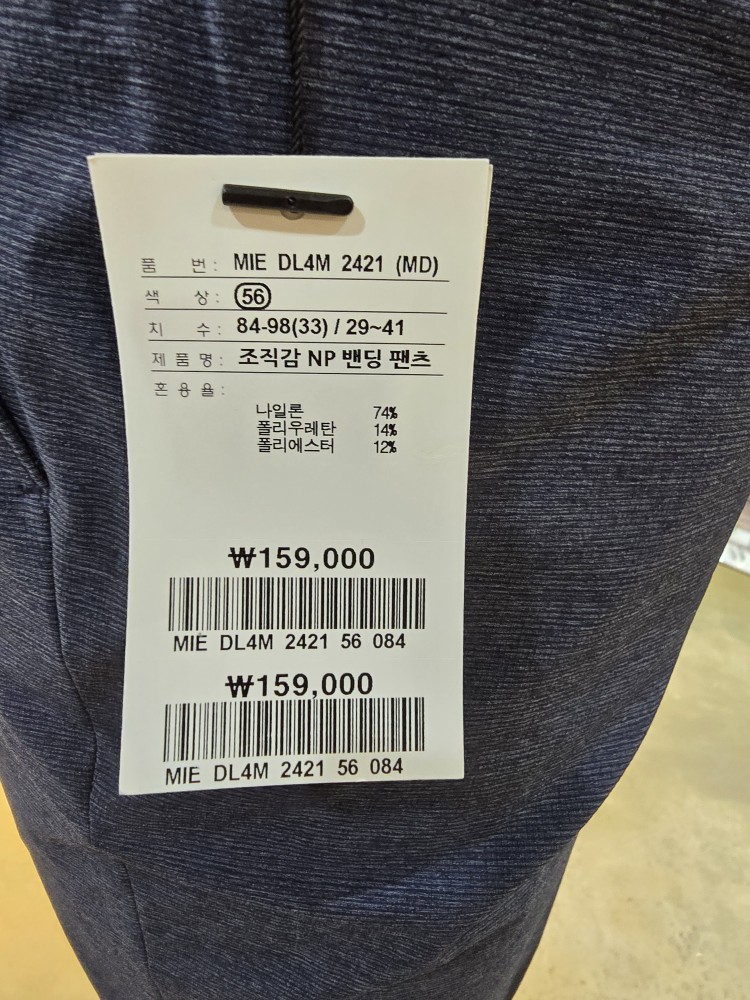 품 번 : MIE DL4M 2421 (MD)
색 상 : 56
치 수 : 84-98(33) / 29~41
제 품 명 : 조직감 NP 밴딩 팬츠
혼 용 율 :
나일론 74%
폴리우레탄 14%
폴리에스터 12%
₩159,000
MIE DL4M 2421 56 084
₩159,000
MIE DL4M 2421 56 084